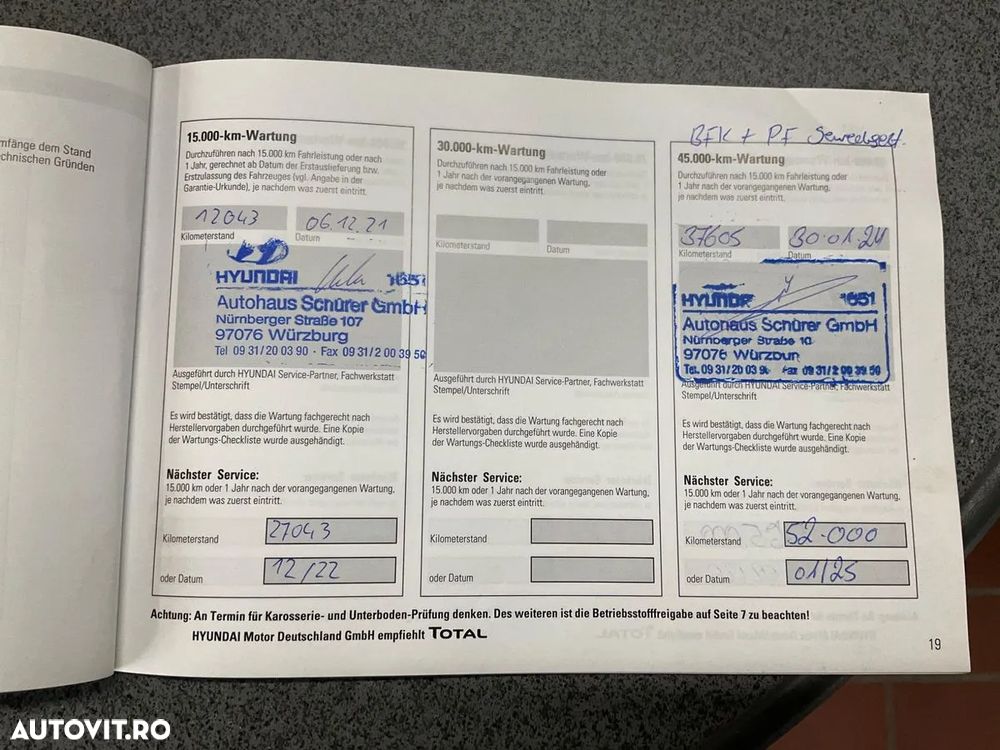 mfänge dem Stand
echnischen Gründen
15.000-km-Wartung
Durchzuführen nach 15.000 km Fahrleistung oder nach
1 Jahr, gerechnet ab Datum der Erstauslieferung bzw.
Erstzulassung des Fahrzeuges (vgl. Angabe in der
Garantie-Urkunde), je nachdem was zuerst eintritt.
12043
06.12.21
Kilometerstand
Datum
HYUNDAI
1651
Autohaus Schürer GmbH
Nürnberger Straße 107
97076 Würzburg
Tel 09 31/20 03 90 · Fax 09 31/2 00 39 50
Ausgeführt durch HYUNDAI Service-Partner, Fachwerkstatt
Stempel/Unterschrift
Es wird bestätigt, dass die Wartung fachgerecht nach
Herstellervorgaben durchgeführt wurde. Eine Kopie
der Wartungs-Checkliste wurde ausgehändigt.
Nächster Service:
15.000 km oder 1 Jahr nach der vorangegangenen Wartung,
je nachdem was zuerst eintritt.
Kilometerstand
27043
oder Datum
12/22
30.000-km-Wartung
Durchzuführen nach 15.000 km Fahrleistung oder
1 Jahr nach der vorangegangenen Wartung,
je nachdem was zuerst eintritt.
Kilometerstand
Datum
Ausgeführt durch HYUNDAI Service-Partner, Fachwerkstatt
Stempel/Unterschrift
Es wird bestätigt, dass die Wartung fachgerecht nach
Herstellervorgaben durchgeführt wurde. Eine Kopie
der Wartungs-Checkliste wurde ausgehändigt.
Nächster Service:
15.000 km oder 1 Jahr nach der vorangegangenen Wartung,
je nachdem was zuerst eintritt.
Kilometerstand
oder Datum
BFK + PF
45.000-km-Wartung
Durchzuführen nach 15.000 km Fahrleistung oder
1 Jahr nach der vorangegangenen Wartung,
je nachdem was zuerst eintritt.
37605
30.01.24
Kilometerstand
Datum
HYUNDAI
1651
Autohaus Schürer GmbH
Nürnberger Straße 10
97076 Würzbur
Tel. 09 31/20 03 9 Fax 09 31/2 00 39 50
Ausgeführt durch HYUNDAI Service-Partner, Fachwerkstatt
Stempel/Unterschrift
Es wird bestätigt, dass die Wartung fachgerecht nach
Herstellervorgaben durchgeführt wurde. Eine Kopie
der Wartungs-Checkliste wurde ausgehändigt.
Nächster Service:
15.000 km oder 1 Jahr nach der vorangegangenen Wartung,
je nachdem was zuerst eintritt.
Kilometerstand
52.000
oder Datum
01/25
Achtung: An Termin für Karosserie- und Unterboden-Prüfung denken. Des weiteren ist die Betriebsstofffreigabe auf Seite 7 zu beachten!
HYUNDAI Motor Deutschland GmbH empfiehlt TOTAL
19
AUTOVIT.RO